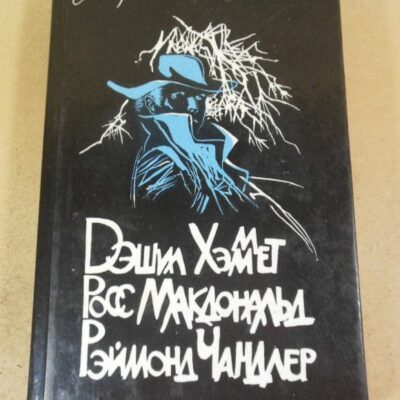 Дэшил Хэммет
Росс Макдональд
Рэймонд Чандлер